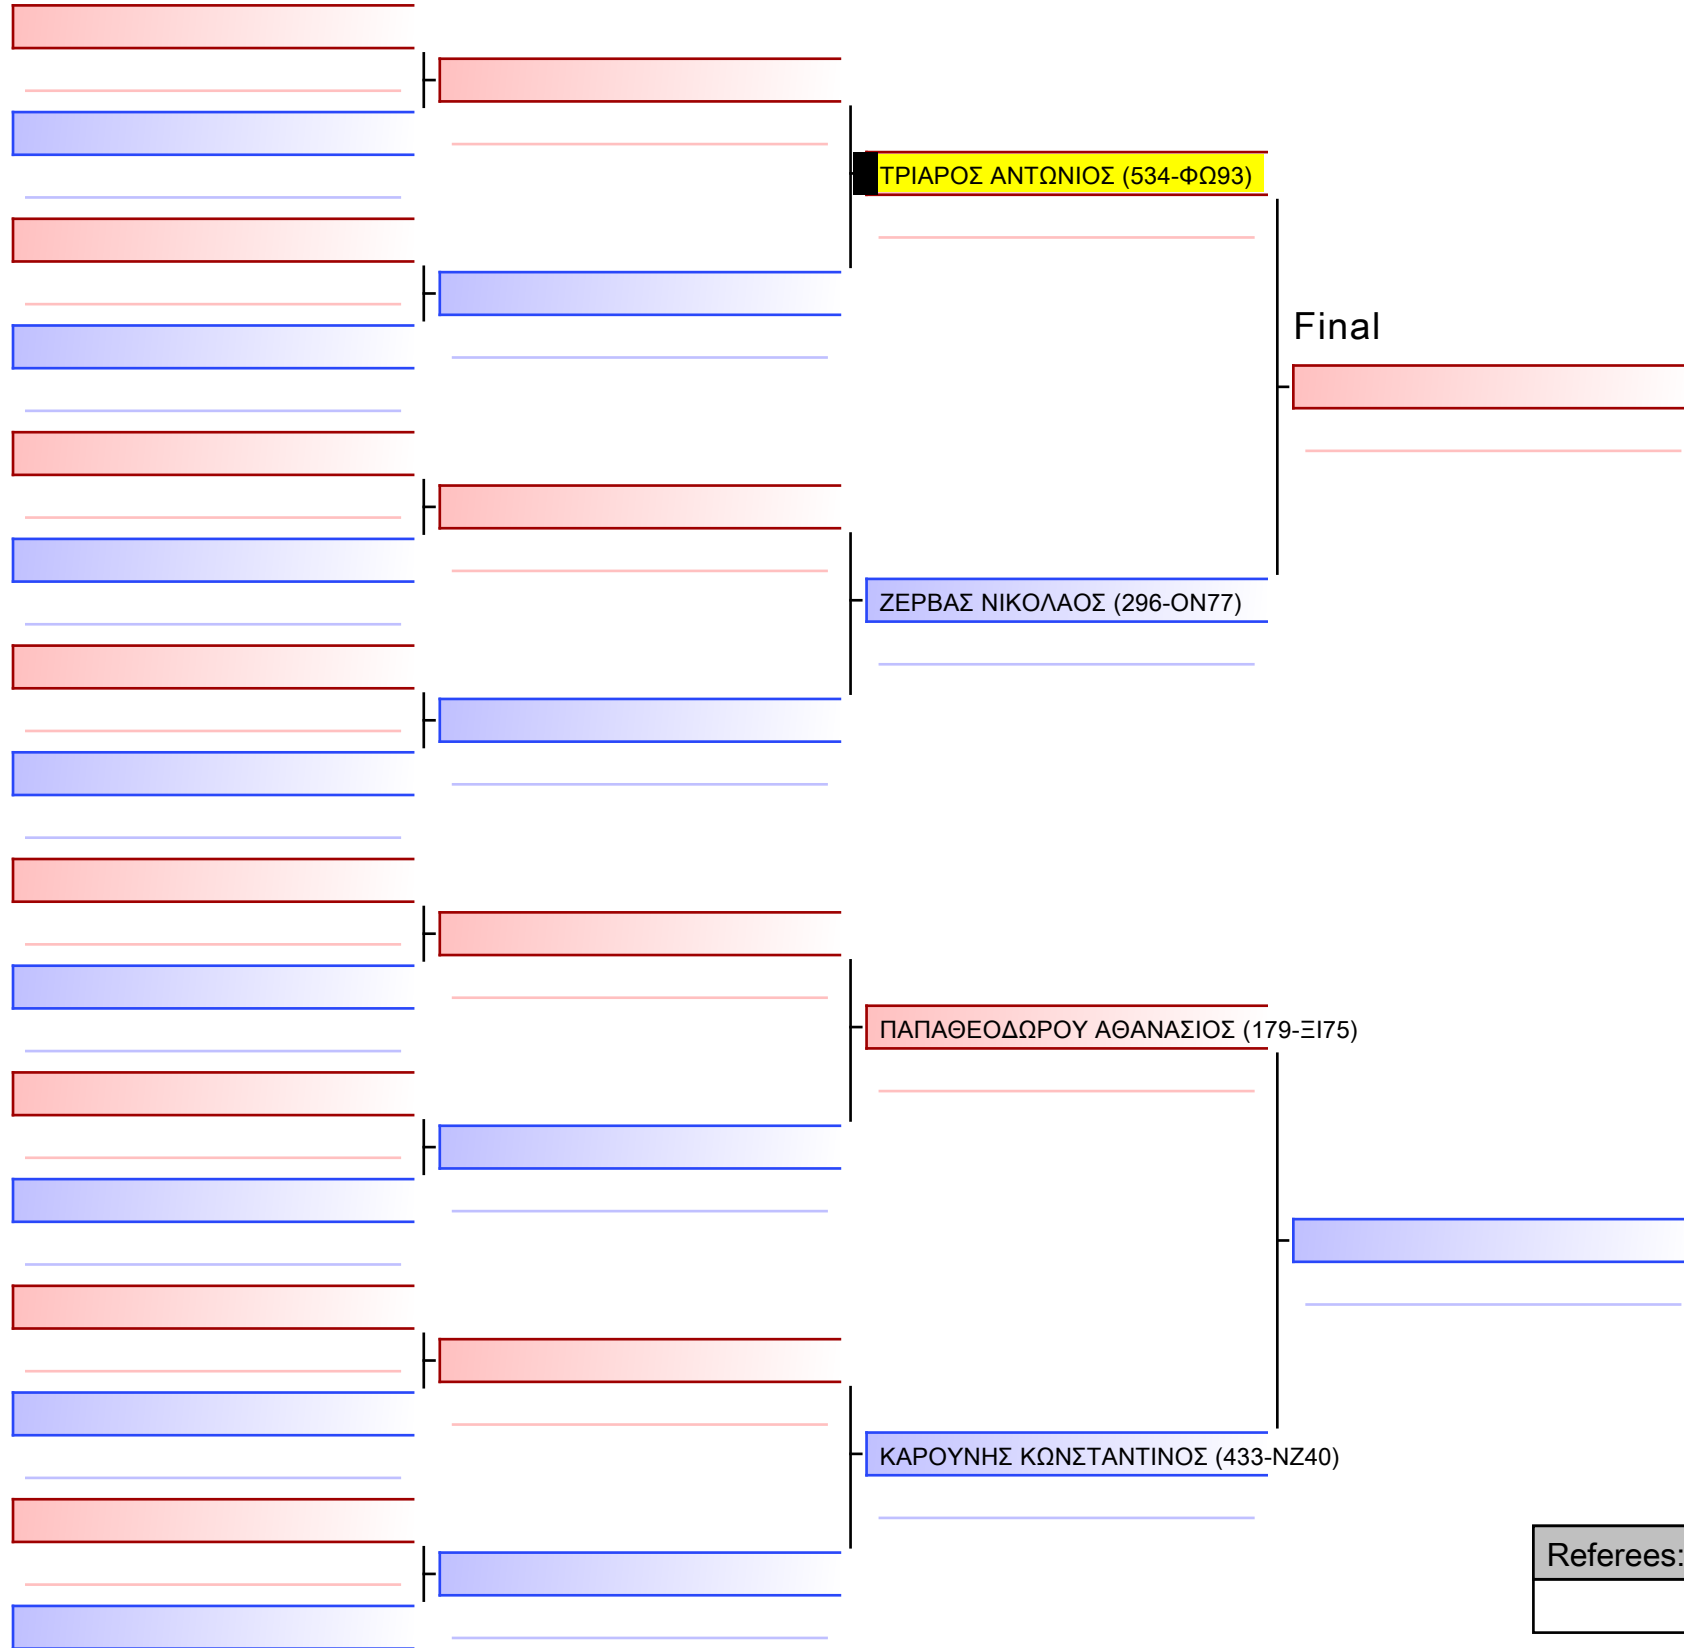 ΤΡΙΑΡΟΣ ΑΝΤΩΝΙΟΣ (534-ΦΩ93)
Final
ΖΕΡΒΑΣ ΝΙΚΟΛΑΟΣ (296-ΟΝ77)
ΠΑΠΑΘΕΟΔΩΡΟΥ ΑΘΑΝΑΣΙΟΣ (179-ΞΙ75)
ΚΑΡΟΥΝΗΣ ΚΩΝΣΤΑΝΤΙΝΟΣ (433-ΝΖ40)
Referees: